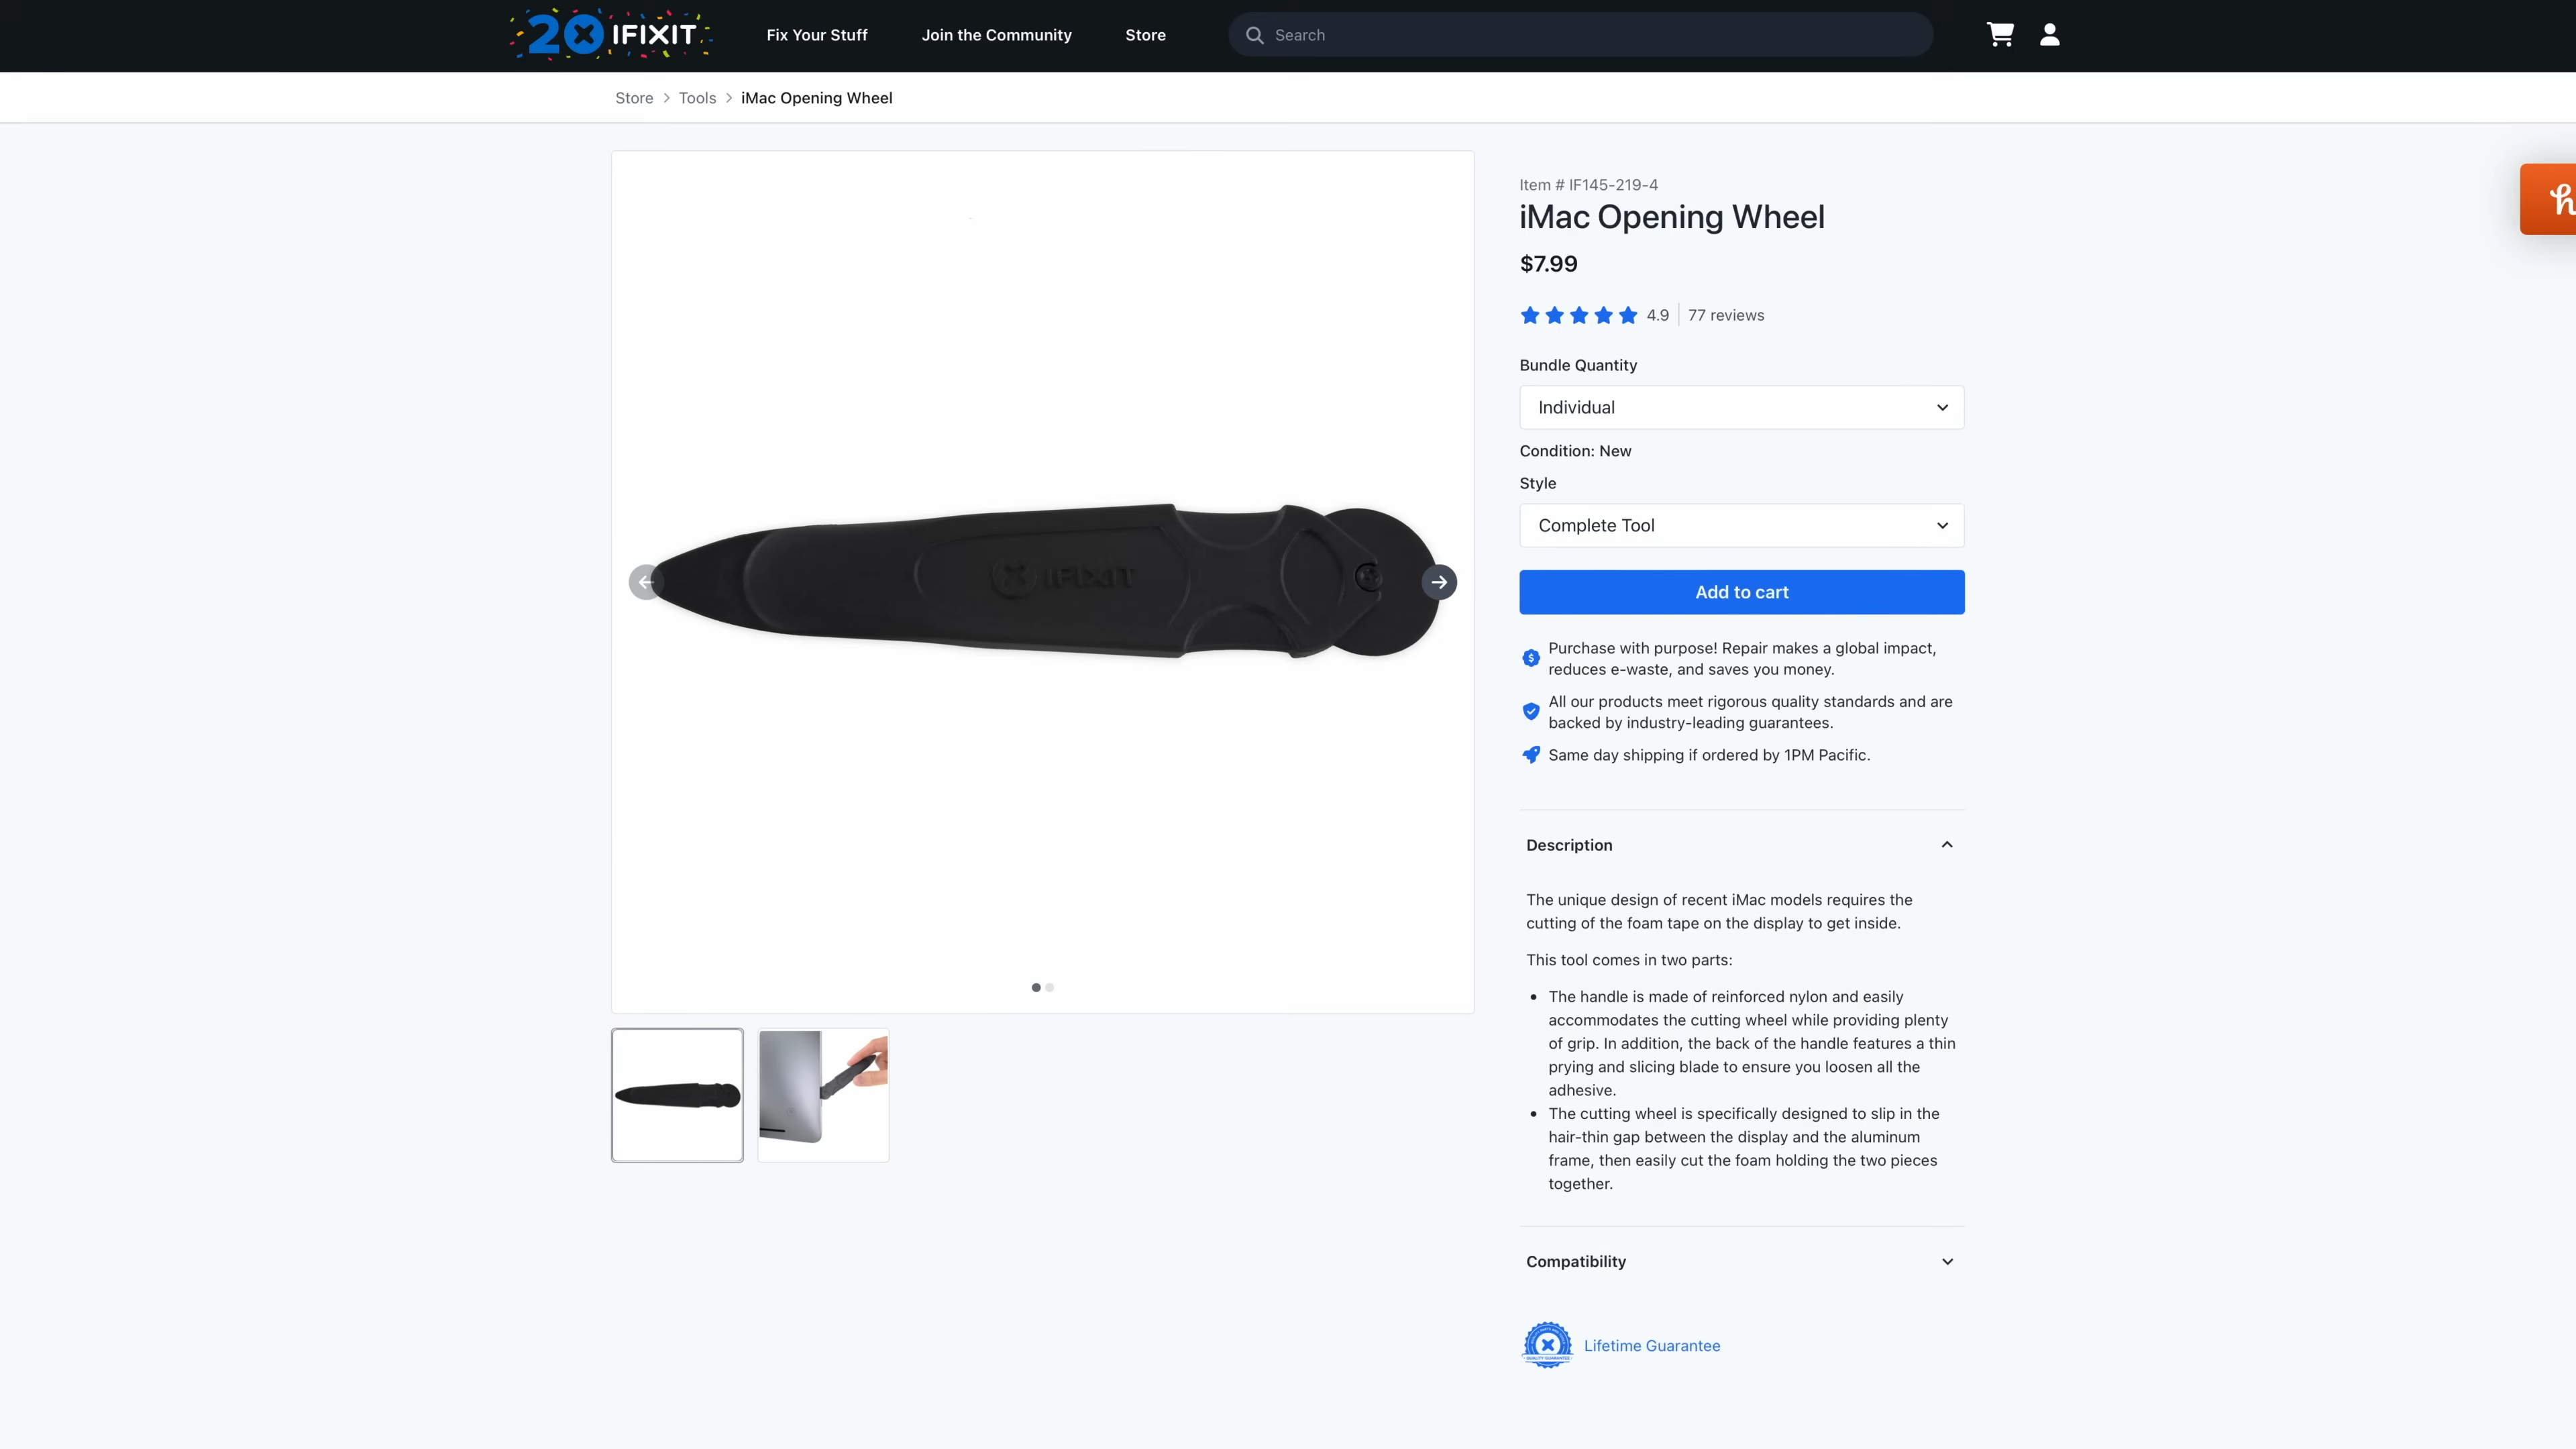 20 IFIXIT
Fix Your Stuff
Join the Community
Store
Search
Store > Tools > iMac Opening Wheel
IFIXIT
Item # IF145-219-4
iMac Opening Wheel
$7.99
4.9 77 reviews
Bundle Quantity
Individual
Condition: New
Style
Complete Tool
Add to cart
Purchase with purpose! Repair makes a global impact,
reduces e-waste, and saves you money.
All our products meet rigorous quality standards and are
backed by industry-leading guarantees.
Same day shipping if ordered by 1PM Pacific.
Description
The unique design of recent iMac models requires the
cutting of the foam tape on the display to get inside.
This tool comes in two parts:
• The handle is made of reinforced nylon and easily
accommodates the cutting wheel while providing plenty
of grip. In addition, the back of the handle features a thin
prying and slicing blade to ensure you loosen all the
adhesive.
• The cutting wheel is specifically designed to slip in the
hair-thin gap between the display and the aluminum
frame, then easily cut the foam holding the two pieces
together.
Compatibility
Lifetime Guarantee